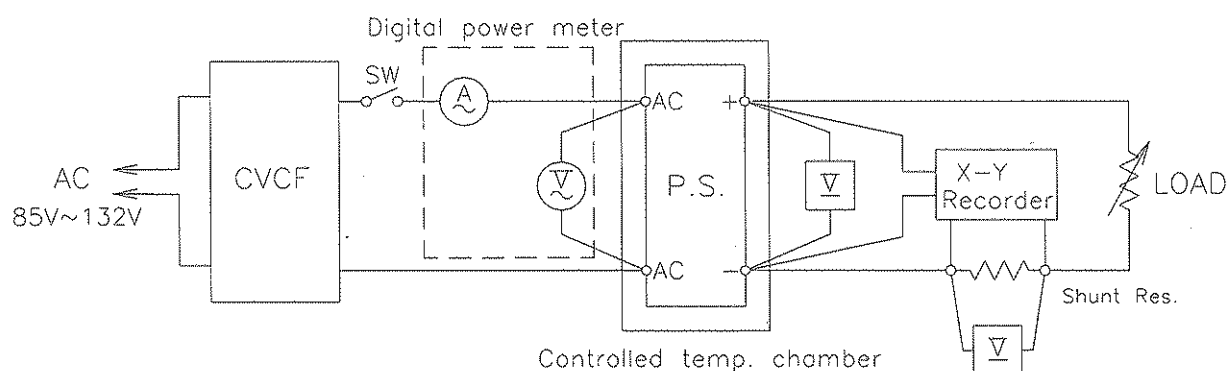 Digital power meter
SW
A
AC
+
AC
85V~132V
CVCF
V
P.S.
V
X-Y
Recorder
LOAD
AC
-
Shunt Res.
V
Controlled temp. chamber